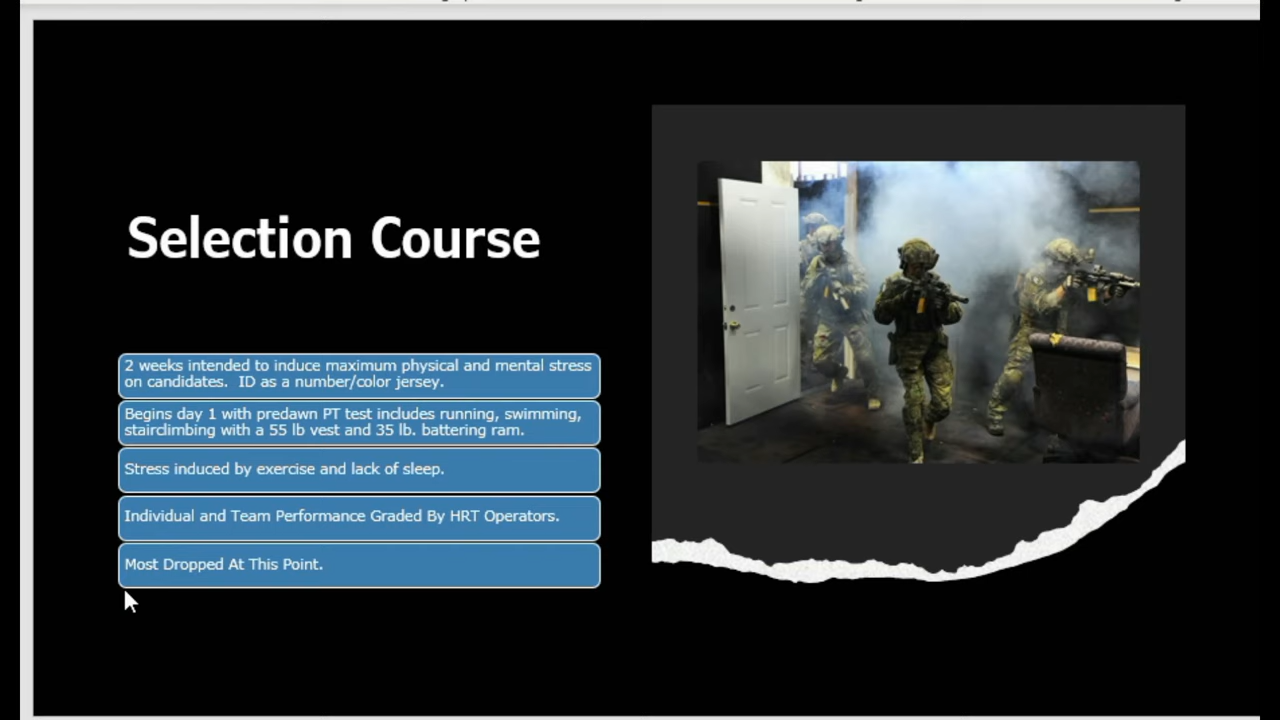 Selection Course
2 weeks intended to induce maximum physical and mental stress
on candidates.  ID as a number/color jersey.
Begins day 1 with predawn PT test includes running, swimming,
stairclimbing with a 55 lb vest and 35 lb. battering ram.
Stress induced by exercise and lack of sleep.
Individual and Team Performance Graded By HRT Operators.
Most Dropped At This Point.